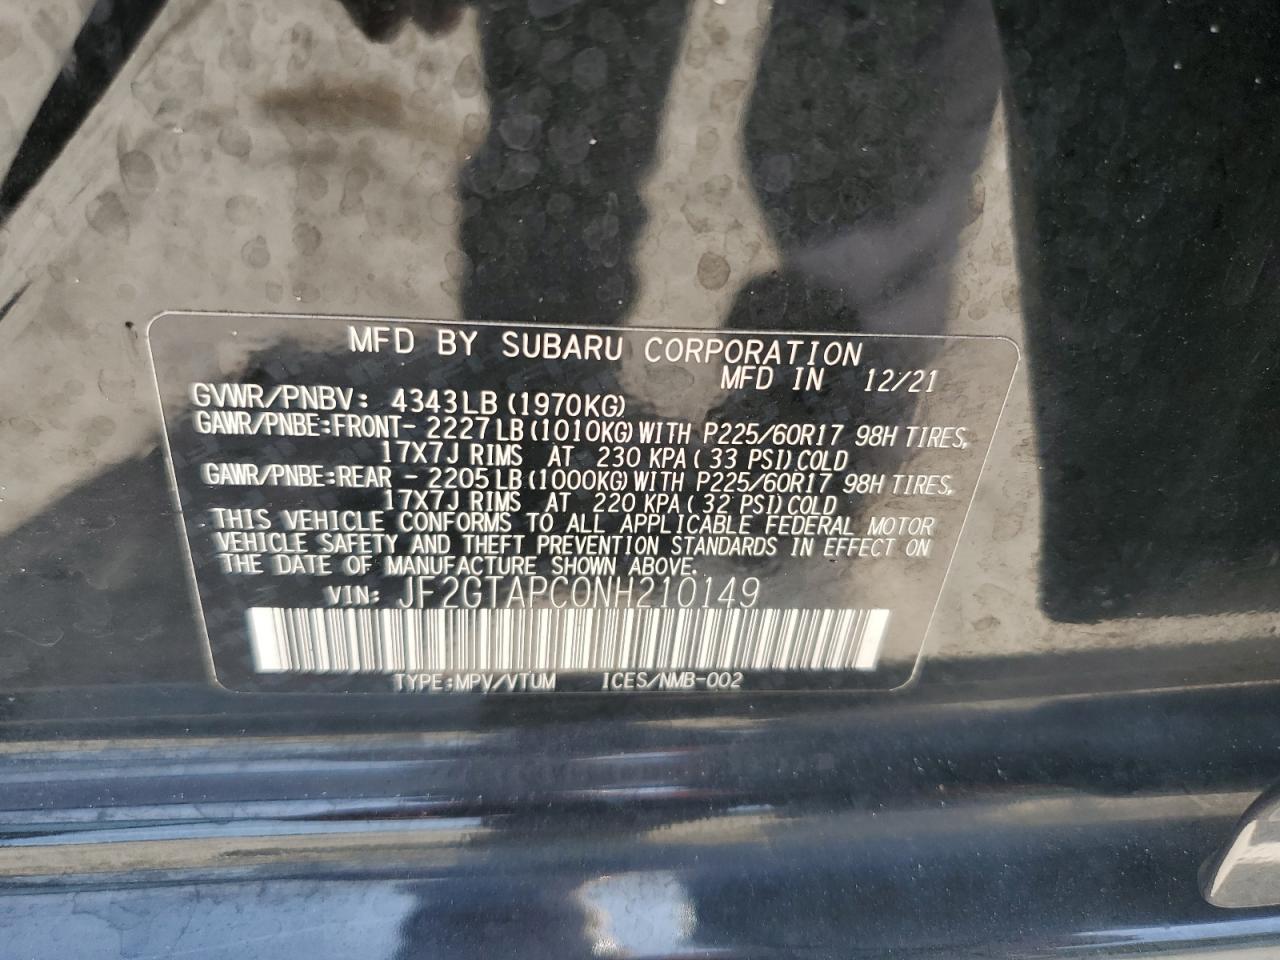 MFD BY SUBARU CORPORATION
MFD IN 12/21
GVWR/PNBV: 4343LB (1970KG)
GAWR/PNBE:FRONT- 2227LB (1010KG) WITH P225/60R17 98H TIRES,
17X7J RIMS AT 230 KPA ( 33 PSI) COLD
GAWR/PNBE:REAR - 2205LB (1000KG) WITH P225/60R17 98H TIRES,
17X7J RIMS AT 220 KPA ( 32 PSI) COLD
THIS VEHICLE CONFORMS TO ALL APPLICABLE FEDERAL MOTOR
VEHICLE SAFETY AND THEFT PREVENTION STANDARDS IN EFFECT ON
THE DATE OF MANUFACTURE SHOWN ABOVE.
VIN: JF2GTAPC0NH210149
TYPE:MPV/VTUM ICES/NMB-002